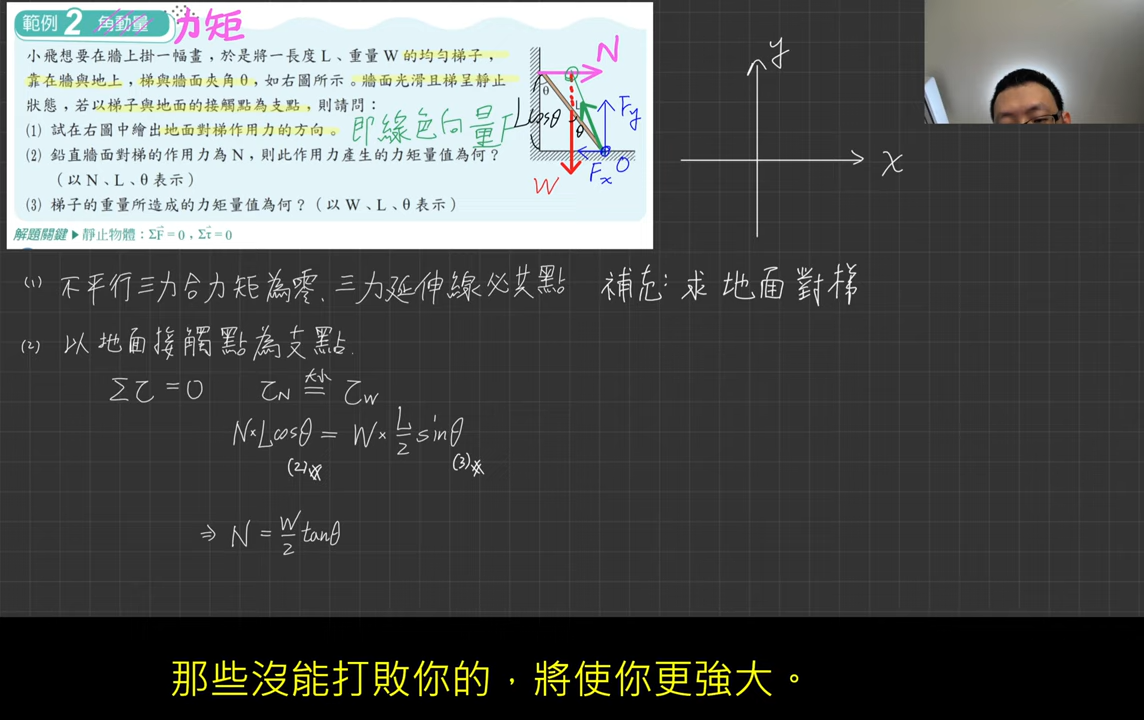 範例 2 角動量 力矩
小飛想要在牆上掛一幅畫，於是將一長度 L、重量 W 的均勻梯子，
靠在牆與地上，梯與牆面夾角 θ，如右圖所示。牆面光滑且梯呈靜止
狀態，若以梯子與地面的接觸點為支點，則請問：
(1) 試在右圖中繪出地面對梯作用力的方向。 即綠色向量F
(2) 鉛直牆面對梯的作用力為 N，則此作用力產生的力矩量值為何？
（以 N、L、θ 表示）
(3) 梯子的重量所造成的力矩量值為何？（以 W、L、θ 表示）
解題關鍵▶靜止物體：ΣF⃗ = 0，Στ⃗ = 0
N
θ
Lcosθ
L
θ
Fy
Fx
O
W
y
x
(1) 不平行三力合力矩為零、三力延伸線必共點 補充：求地面對梯
(2) 以地面接觸點為支點.
Στ = 0 τN 大小= τW
N×Lcosθ = W×L/2 sinθ
(2)※ (3)※
⇒ N = W/2 tanθ
那些沒能打敗你的，將使你更強大。